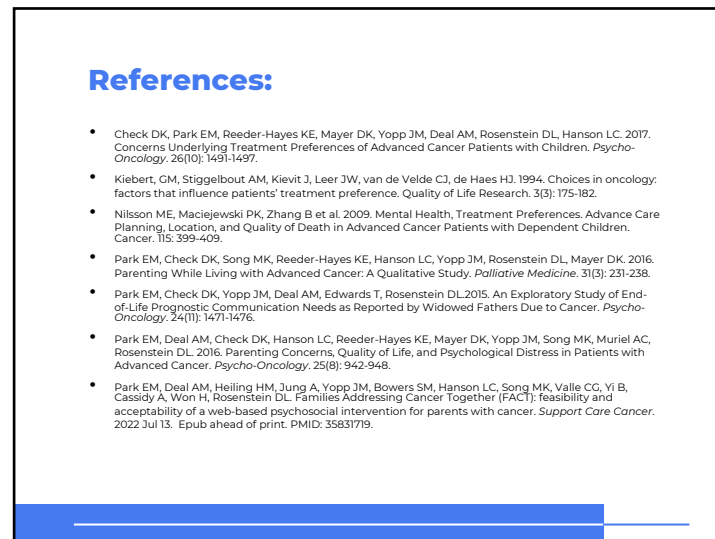 References:
• Check DK, Park EM, Reeder-Hayes KE, Mayer DK, Yopp JM, Deal AM, Rosenstein DL, Hanson LC. 2017.
Concerns Underlying Treatment Preferences of Advanced Cancer Patients with Children. Psycho-
Oncology. 26(10): 1491-1497.
• Kiebert, GM, Stiggelbout AM, Kievit J, Leer JW, van de Velde CJ, de Haes HJ. 1994. Choices in oncology:
factors that influence patients’ treatment preference. Quality of Life Research. 3(3): 175-182.
• Nilsson ME, Maciejewski PK, Zhang B et al. 2009. Mental Health, Treatment Preferences. Advance Care
Planning, Location, and Quality of Death in Advanced Cancer Patients with Dependent Children.
Cancer. 115: 399-409.
• Park EM, Check DK, Song MK, Reeder-Hayes KE, Hanson LC, Yopp JM, Rosenstein DL, Mayer DK. 2016.
Parenting While Living with Advanced Cancer: A Qualitative Study. Palliative Medicine. 31(3): 231-238.
• Park EM, Check DK, Yopp JM, Deal AM, Edwards T, Rosenstein DL.2015. An Exploratory Study of End-
of-Life Prognostic Communication Needs as Reported by Widowed Fathers Due to Cancer. Psycho-
Oncology. 24(11): 1471-1476.
• Park EM, Deal AM, Check DK, Hanson LC, Reeder-Hayes KE, Mayer DK, Yopp JM, Song MK, Muriel AC,
Rosenstein DL. 2016. Parenting Concerns, Quality of Life, and Psychological Distress in Patients with
Advanced Cancer. Psycho-Oncology. 25(8): 942-948.
• Park EM, Deal AM, Heiling HM, Jung A, Yopp JM, Bowers SM, Hanson LC, Song MK, Valle CG, Yi B,
Cassidy A, Won H, Rosenstein DL. Families Addressing Cancer Together (FACT): feasibility and
acceptability of a web-based psychosocial intervention for parents with cancer. Support Care Cancer.
2022 Jul 13. Epub ahead of print. PMID: 35831719.